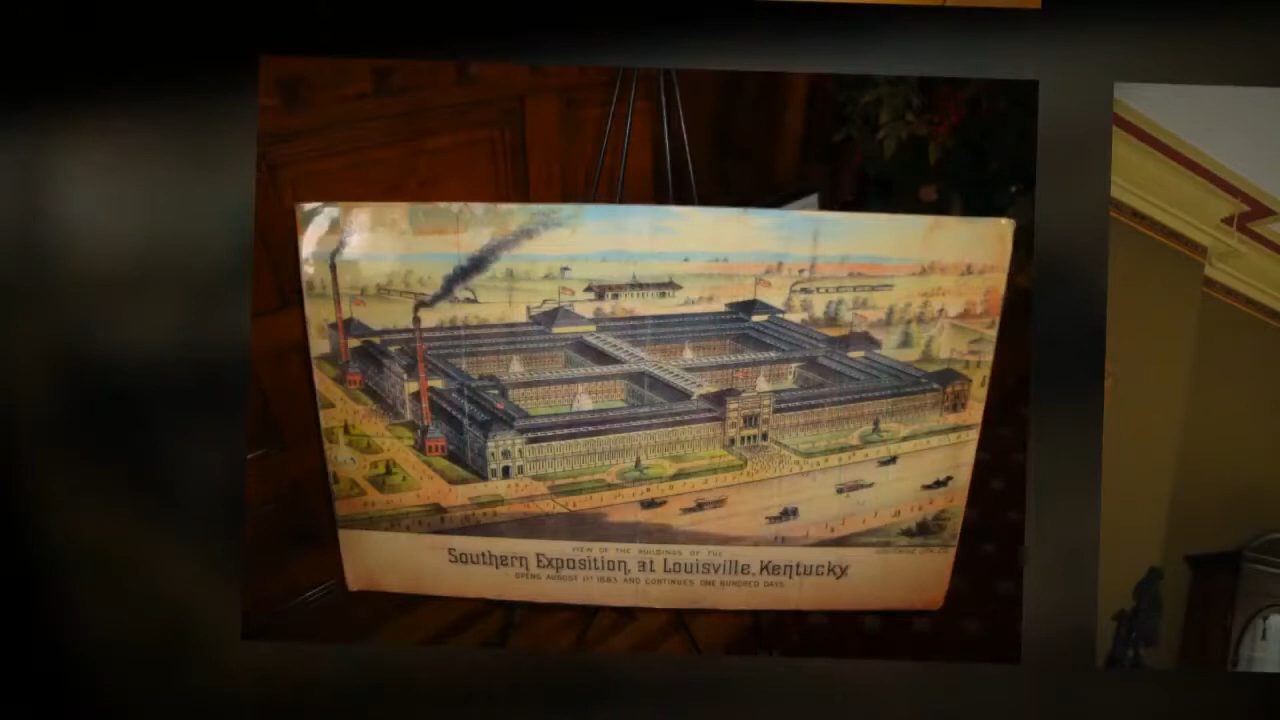 VIEW OF THE BUILDINGS OF THE
Southern Exposition, at Louisville, Kentucky.
OPENS AUGUST 1ST 1883 AND CONTINUES ONE HUNDRED DAYS.